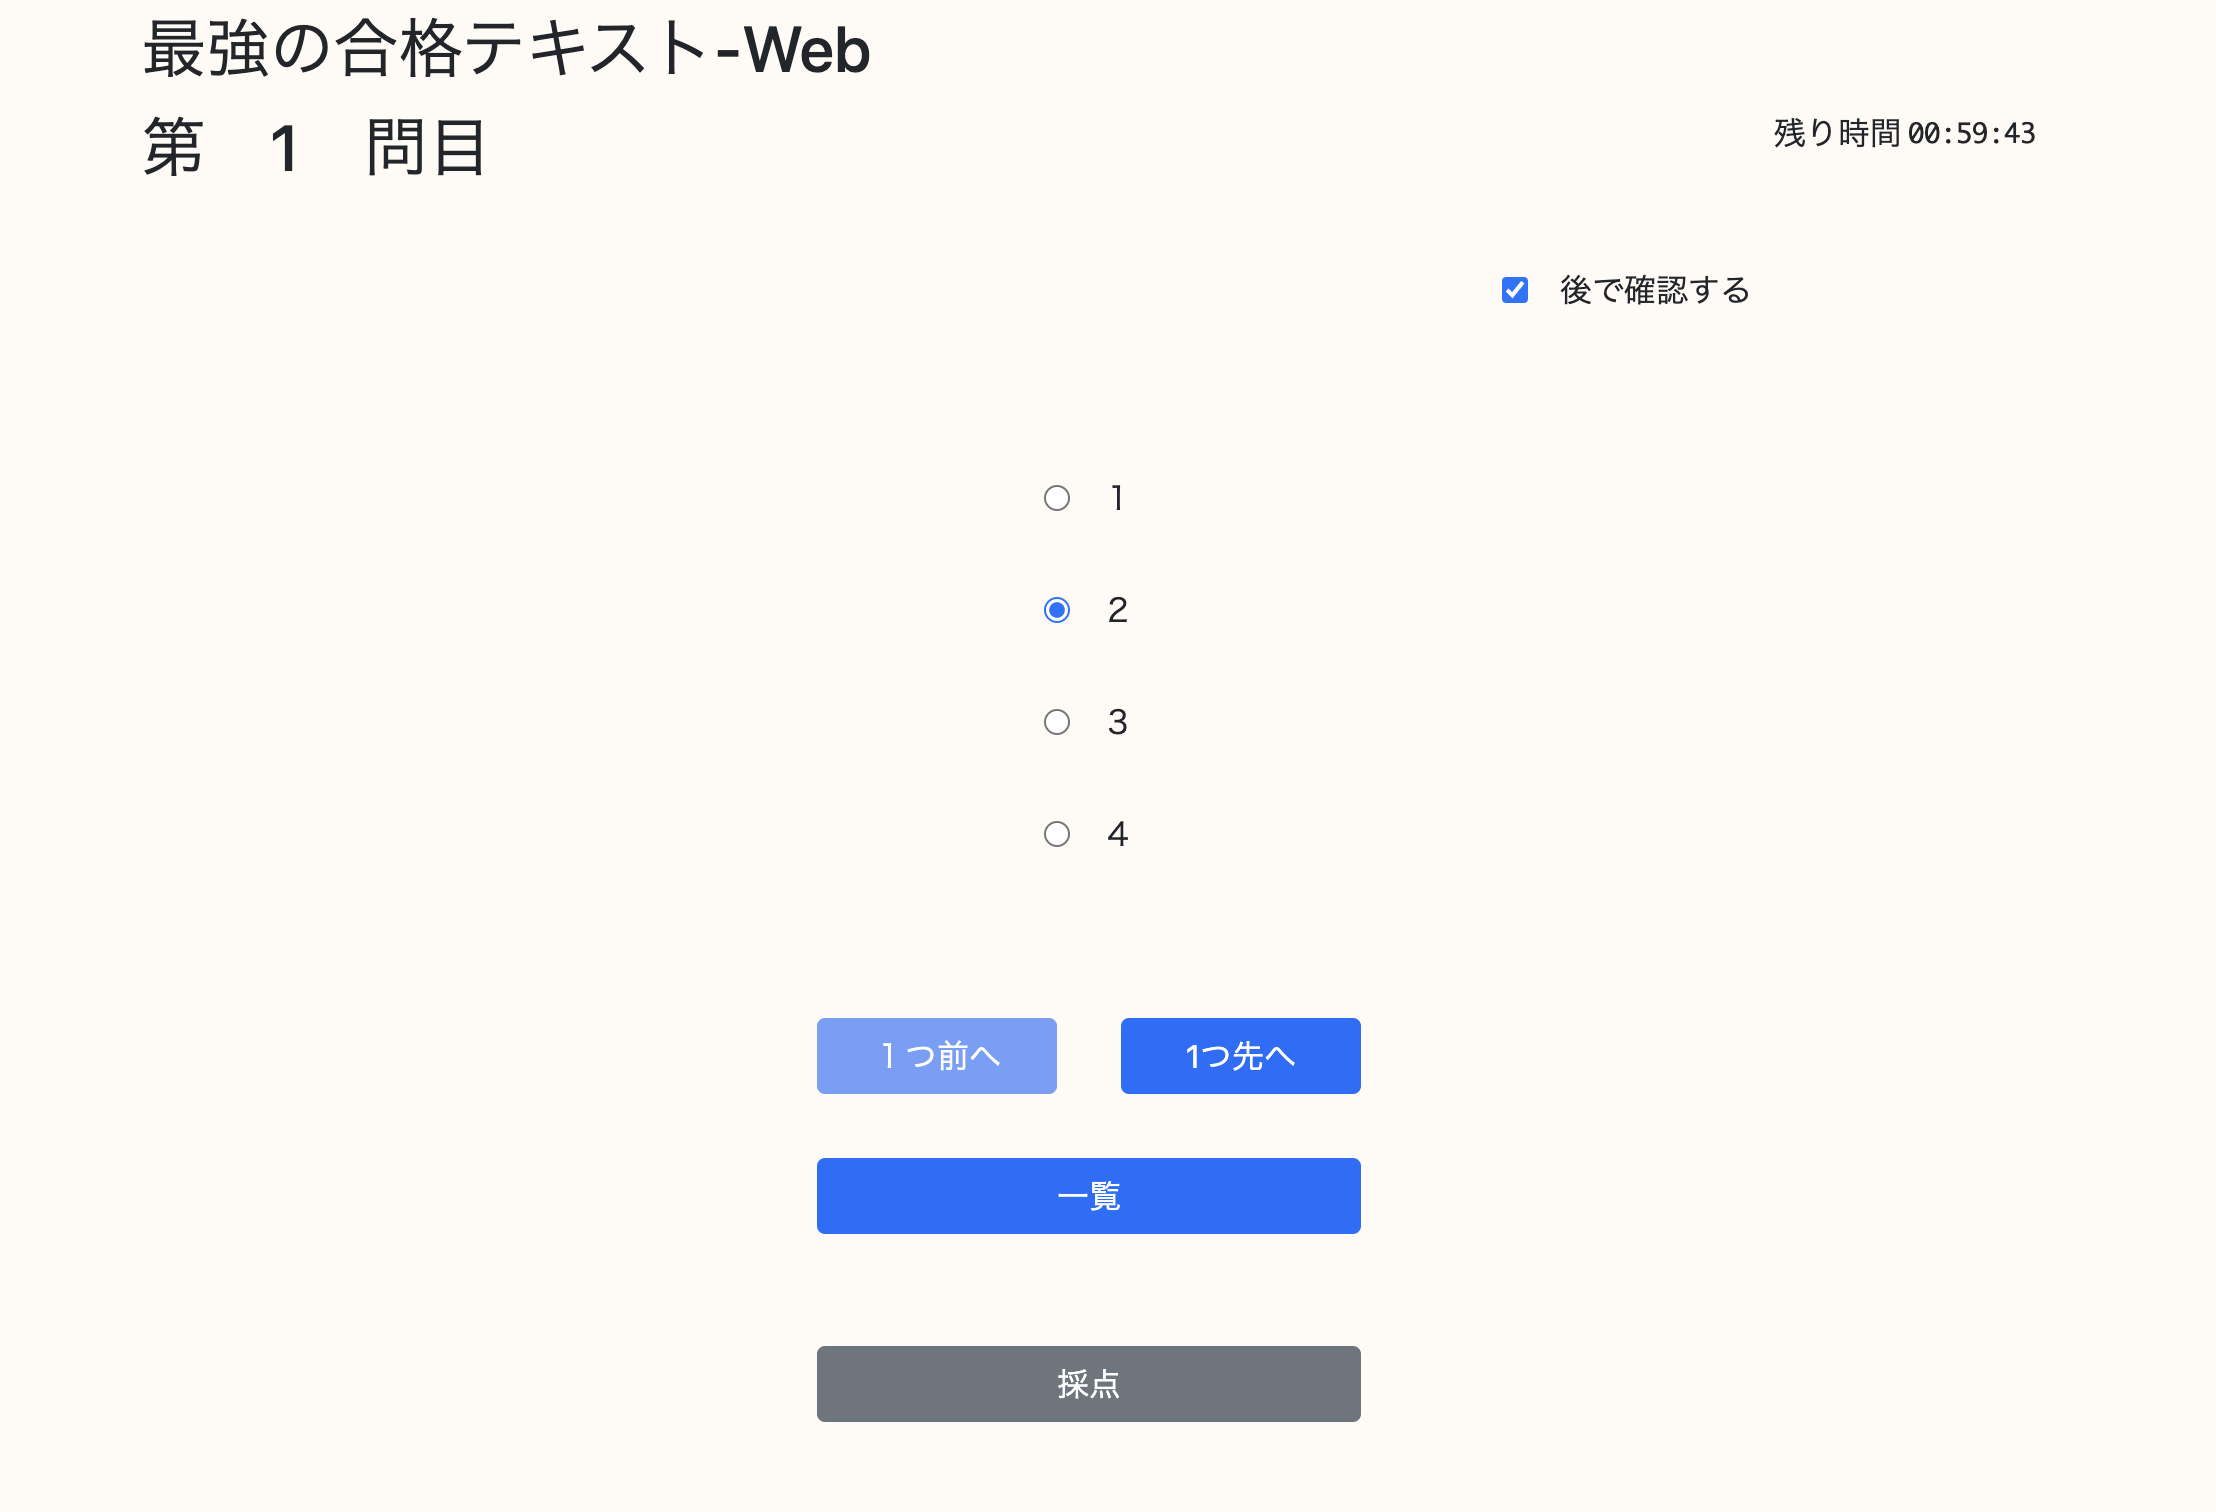 最強の合格テキスト-Web
第　1　問目
残り時間 00:59:43
後で確認する
1
2
3
4
1 つ前へ
1つ先へ
一覧
採点